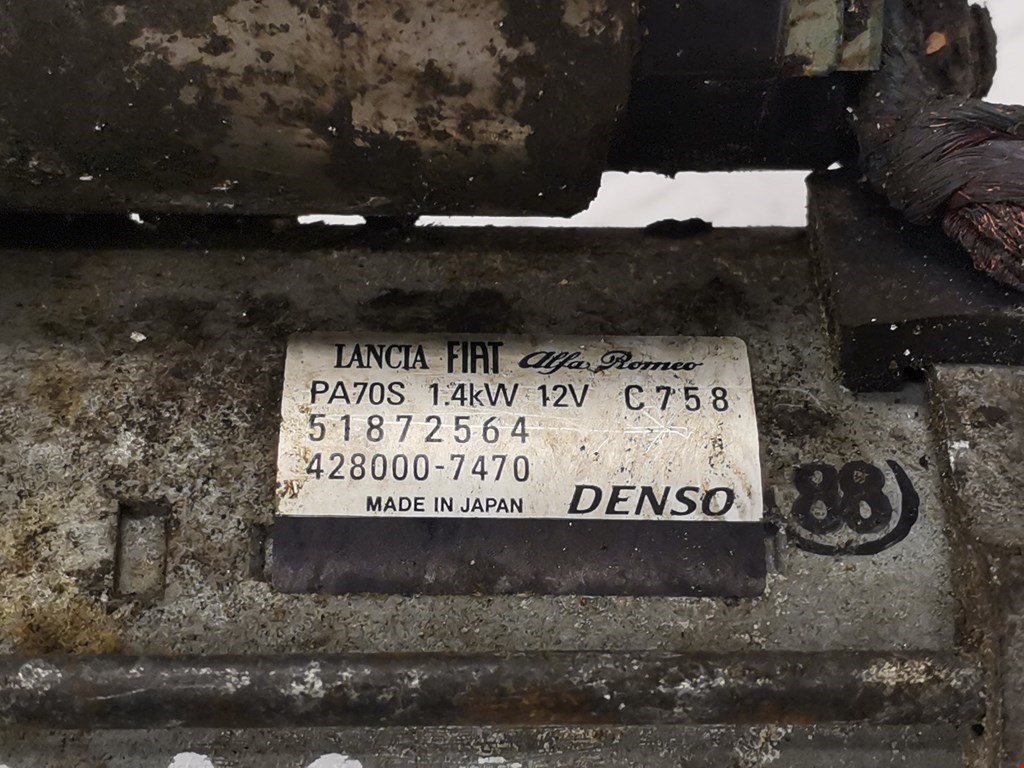 LANCIA FIAT Alfa Romeo
PA70S 1.4kW 12V C758
51872564
428000-7470
MADE IN JAPAN DENSO
88